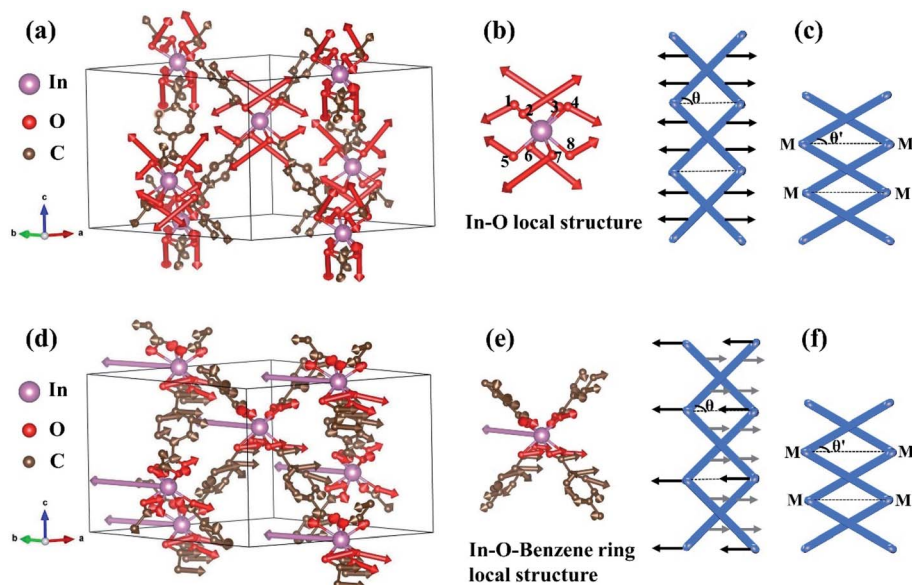 (a)
In
O
C
c
b
a
(b)
1
2
3
4
5
6
7
8
In-O local structure
θ
(c)
M
θ'
M
M
M
(d)
In
O
C
c
b
a
(e)
In-O-Benzene ring
local structure
θ
(f)
M
θ'
M
M
M